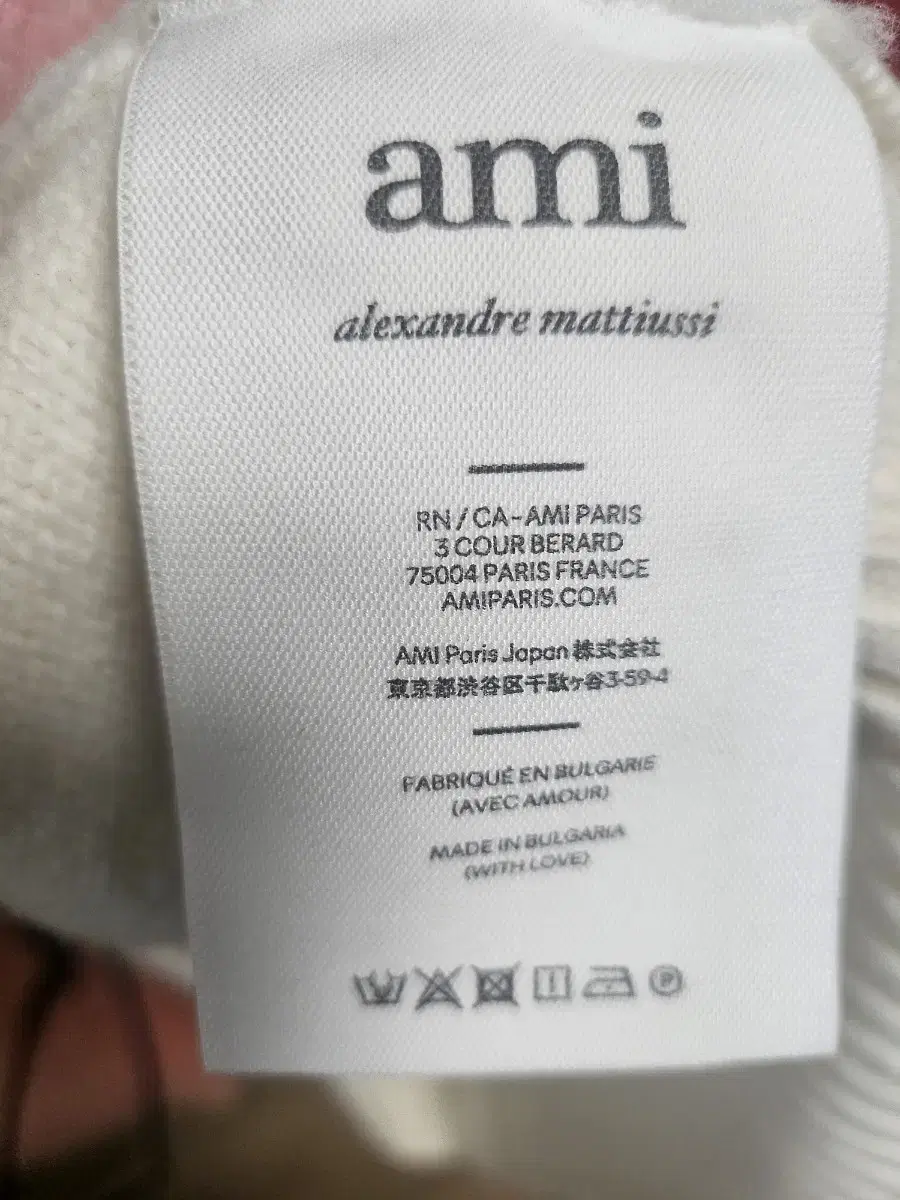 ami
alexandre mattiussi
RN / CA-AMI PARIS
3 COUR BERARD
75004 PARIS FRANCE
AMIPARIS.COM
AMI Paris Japan 株式会社
東京都渋谷区千駄ヶ谷3-59-4
FABRIQUÉ EN BULGARIE
(AVEC AMOUR)
MADE IN BULGARIA
(WITH LOVE)
P